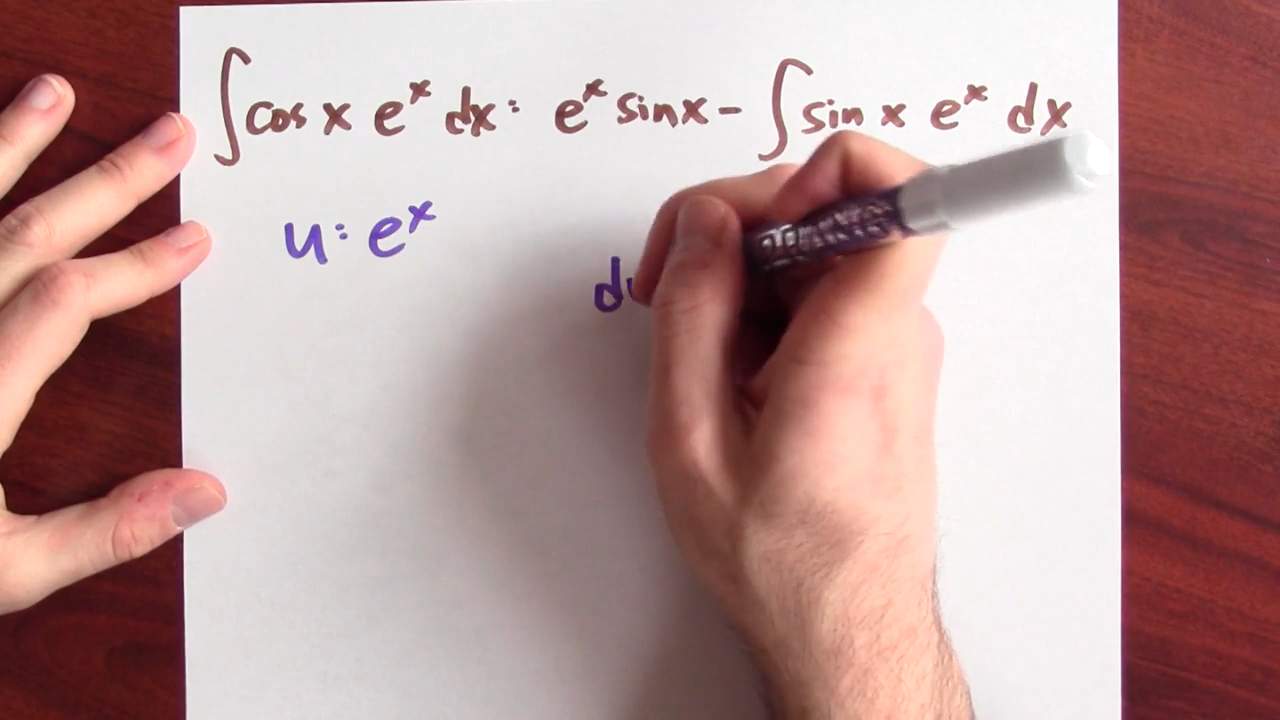 ∫cos x e^x dx = e^x sin x - ∫sin x e^x dx
u = e^x